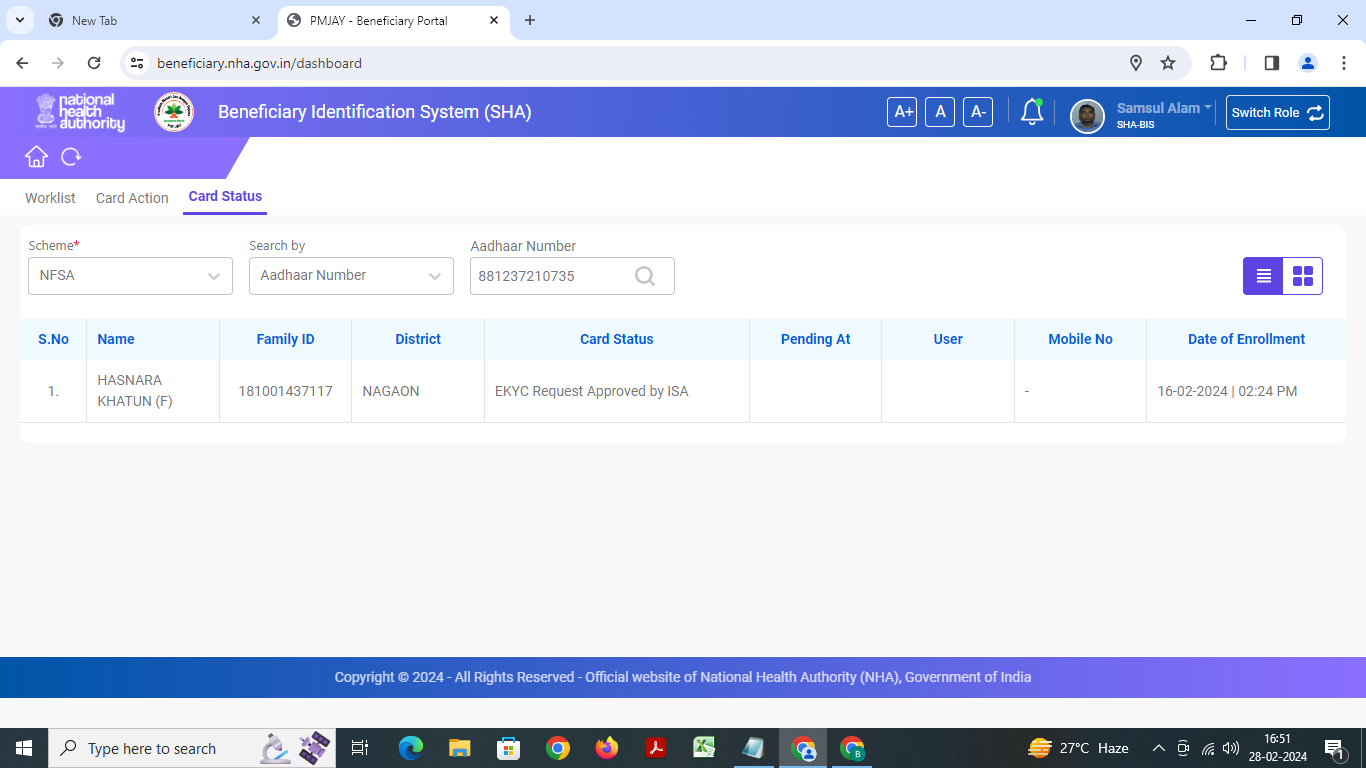 New Tab
PMJAY - Beneficiary Portal
beneficiary.nha.gov.in/dashboard
national
health
authority
Beneficiary Identification System (SHA)
A+ A A-
Samsul Alam
SHA-BIS
Switch Role
Worklist Card Action Card Status
Scheme* Search by Aadhaar Number
NFSA Aadhaar Number 881237210735
S.No Name Family ID District Card Status Pending At User Mobile No Date of Enrollment
1. HASNARA KHATUN (F) 181001437117 NAGAON EKYC Request Approved by ISA - 16-02-2024 | 02:24 PM
Copyright © 2024 - All Rights Reserved - Official website of National Health Authority (NHA), Government of India
Type here to search
27°C Haze
16:51
28-02-2024
1
B